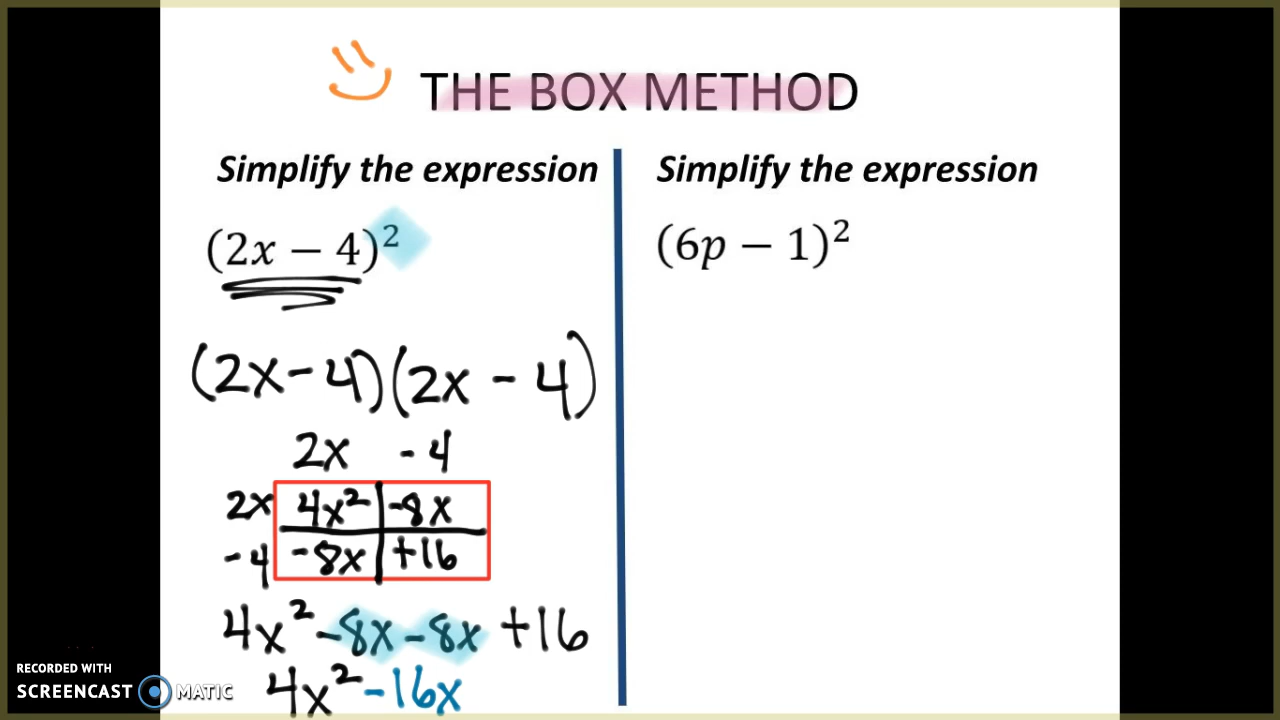 THE BOX METHOD
Simplify the expression
(2x − 4)²
(2x - 4)(2x - 4)
2x -4
2x 4x² -8x
-4 -8x +16
4x² -8x -8x +16
4x² -16x
Simplify the expression
(6p − 1)²
RECORDED WITH
SCREENCAST MATIC